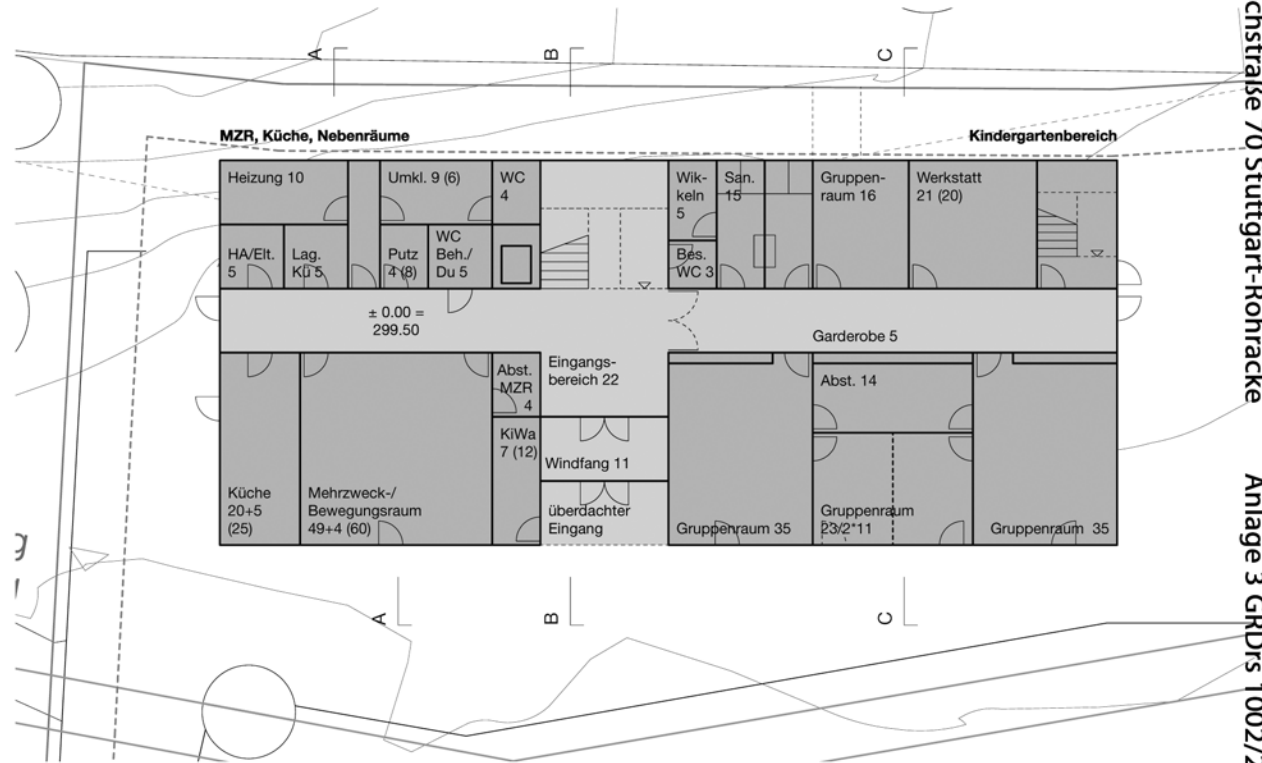 A
B
C
MZR, Küche, Nebenräume
Kindergartenbereich
Heizung 10
Umkl. 9 (6)
WC
4
Wik-
keln
5
San.
15
Gruppen-
raum 16
Werkstatt
21 (20)
HA/Elt.
5
Lag.
Kü 5
Putz
4 (8)
WC
Beh./
Du 5
Bes.
WC 3
± 0.00 =
299.50
Garderobe 5
Eingangs-
bereich 22
Abst.
MZR
4
Abst. 14
KiWa
7 (12)
Windfang 11
Küche
20+5
(25)
Mehrzweck-/
Bewegungsraum
49+4 (60)
überdachter
Eingang
Gruppenraum 35
Gruppenraum
23/2*11
Gruppenraum 35
A
B
C
chstraße 70 Stuttgart-Rohräcke
Anlage 3 GRDrs 1002/2